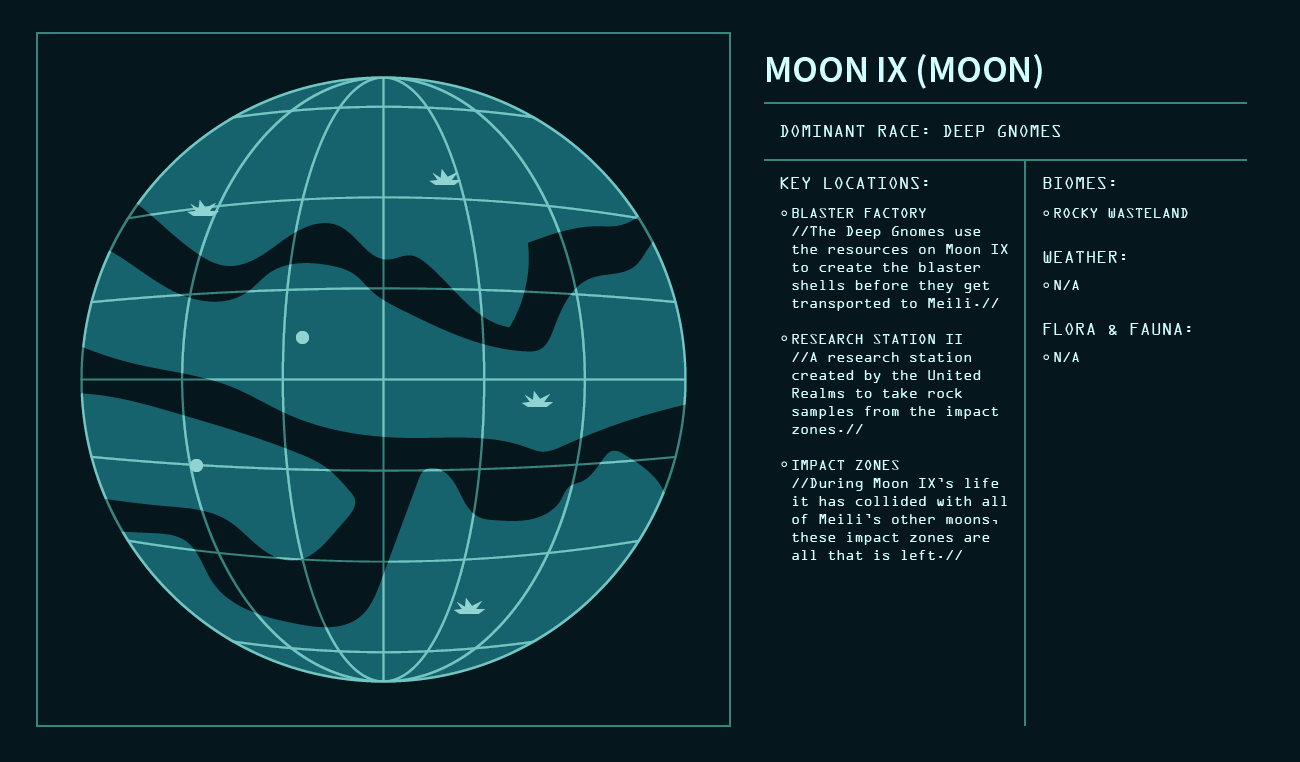 MOON IX (MOON)
DOMINANT RACE: DEEP GNOMES
KEY LOCATIONS:
BLASTER FACTORY
//The Deep Gnomes use
the resources on Moon IX
to create the blaster
shells before they get
transported to Meili.//
RESEARCH STATION II
//A research station
created by the United
Realms to take rock
samples from the impact
zones.//
IMPACT ZONES
//During Moon IX's life
it has collided with all
of Meili's other moons,
these impact zones are
all that is left.//
BIOMES:
ROCKY WASTELAND
WEATHER:
N/A
FLORA & FAUNA:
N/A